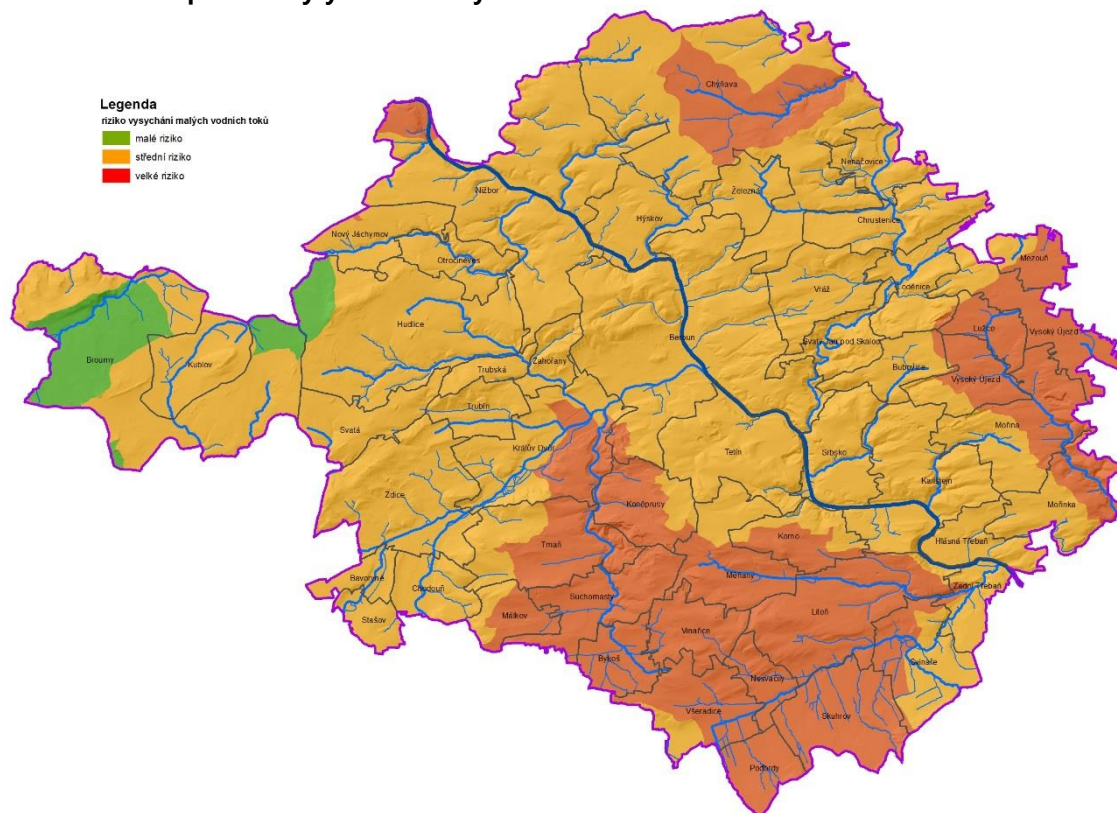 Legenda
riziko vysychání malých vodních toků
malé riziko
střední riziko
velké riziko
Chýňava
Nenačovice
Železná
Nižbor
Hýskov
Chrustenice
Nový Jáchymov
Otročiněves
Mezouň
Loděnice
Vráž
Hudlice
Lužce
Vysoký Újezd
Beroun
Svatý Jan pod Skalou
Broumy
Kublov
Zahořany
Bubovice
Trubská
Vysoký Újezd
Trubín
Mořina
Svatá
Králův Dvůr
Tetín
Srbsko
Karlštejn
Zdice
Koněprusy
Mořinka
Korno
Hlásná Třebaň
Tmaň
Měňany
Bavoryně
Zadní Třebaň
Chodouň
Suchomasty
Liteň
Málkov
Stašov
Vinařice
Bykoš
Svinaře
Nesvačily
Všeradice
Skuhrov
Podbrdy